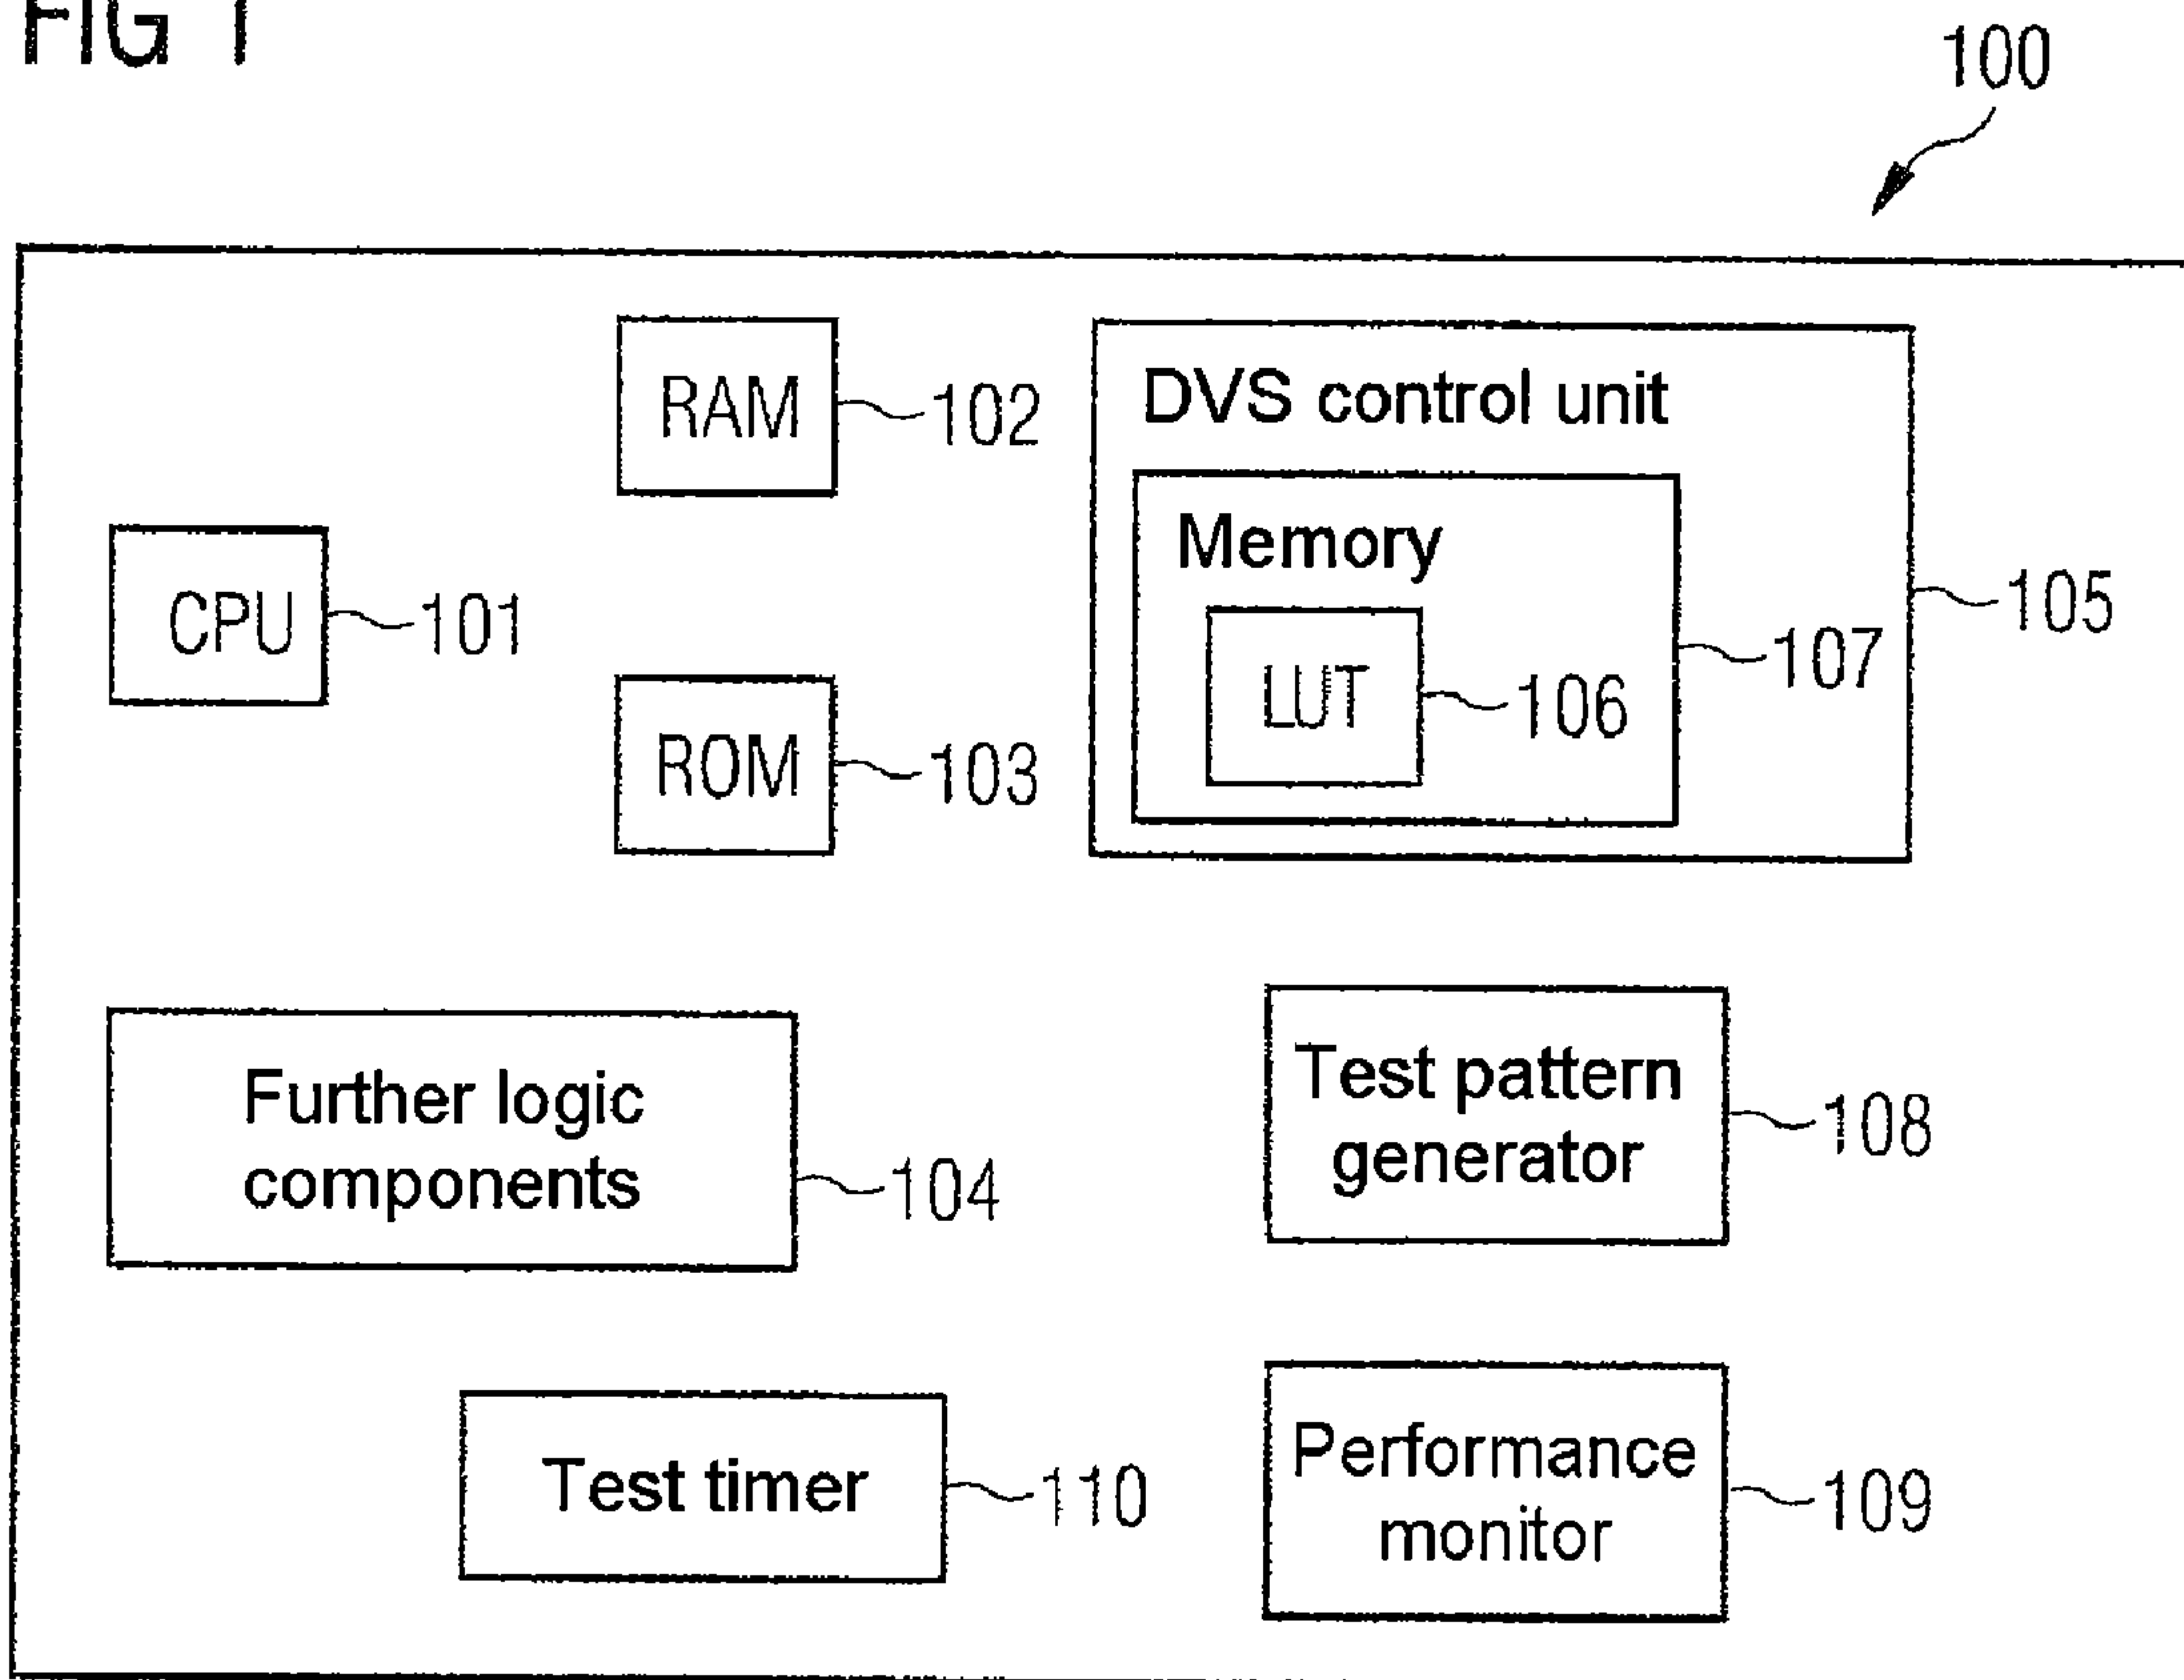 FIG 1
100
RAM
102
DVS control unit
Memory
CPU
101
105
107
LUT
106
ROM
103
Further logic
components
104
Test pattern
generator
108
Test timer
110
Performance
monitor
109